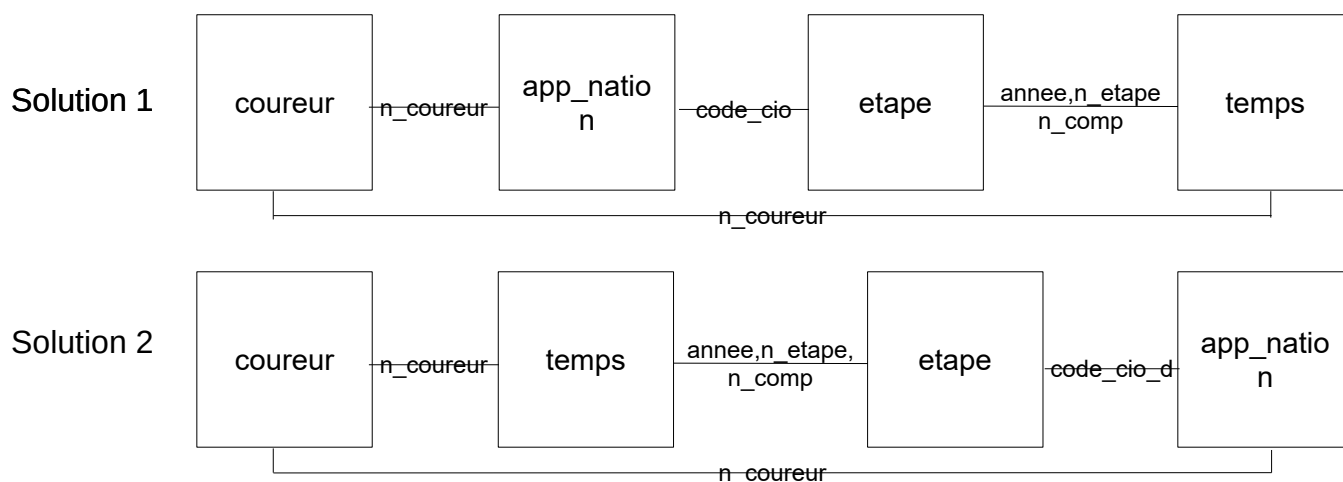 Solution 1
coureur
n_coureur
app_natio
n
code_cio
etape
annee,n_etape
n_comp
temps
n_coureur
Solution 2
coureur
n_coureur
temps
annee,n_etape,
n_comp
etape
code_cio_d
app_natio
n
n_coureur